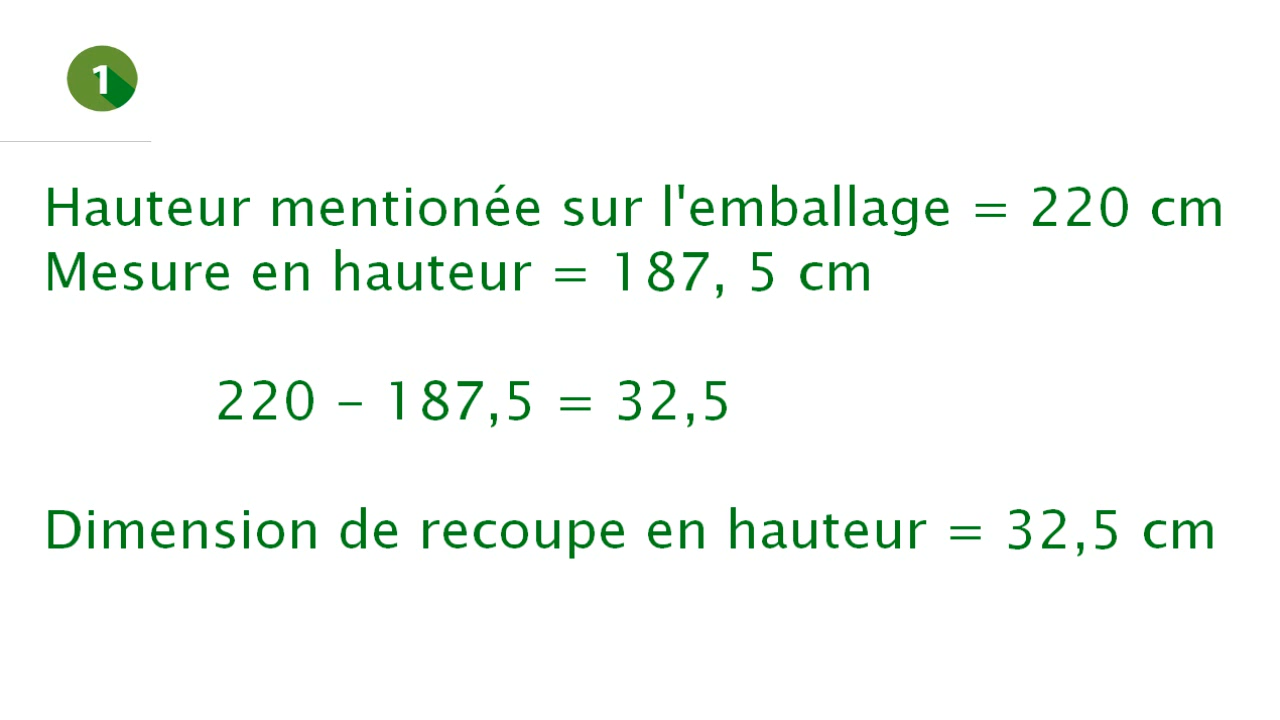 1
Hauteur mentionée sur l'emballage = 220 cm
Mesure en hauteur = 187, 5 cm
220 – 187,5 = 32,5
Dimension de recoupe en hauteur = 32,5 cm